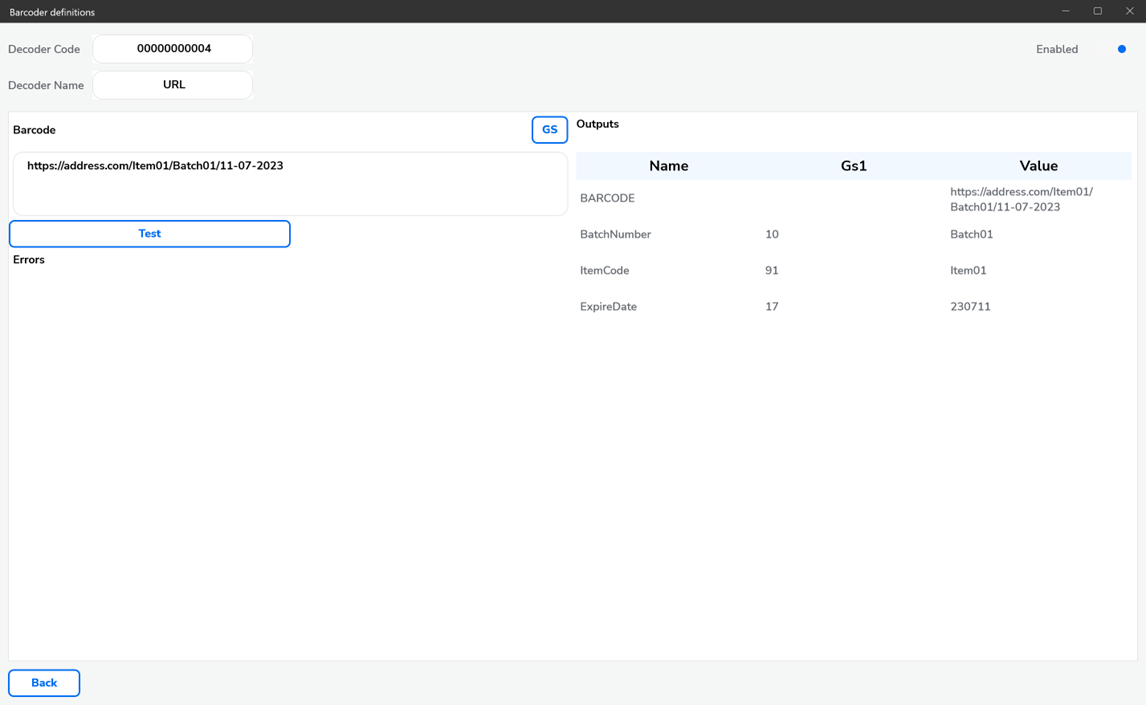 Barcoder definitions
Decoder Code 00000000004 Enabled
Decoder Name URL
Barcode GS
https://address.com/Item01/Batch01/11-07-2023
Test
Errors
Outputs
Name Gs1 Value
BARCODE https://address.com/Item01/
Batch01/11-07-2023
BatchNumber 10 Batch01
ItemCode 91 Item01
ExpireDate 17 230711
Back